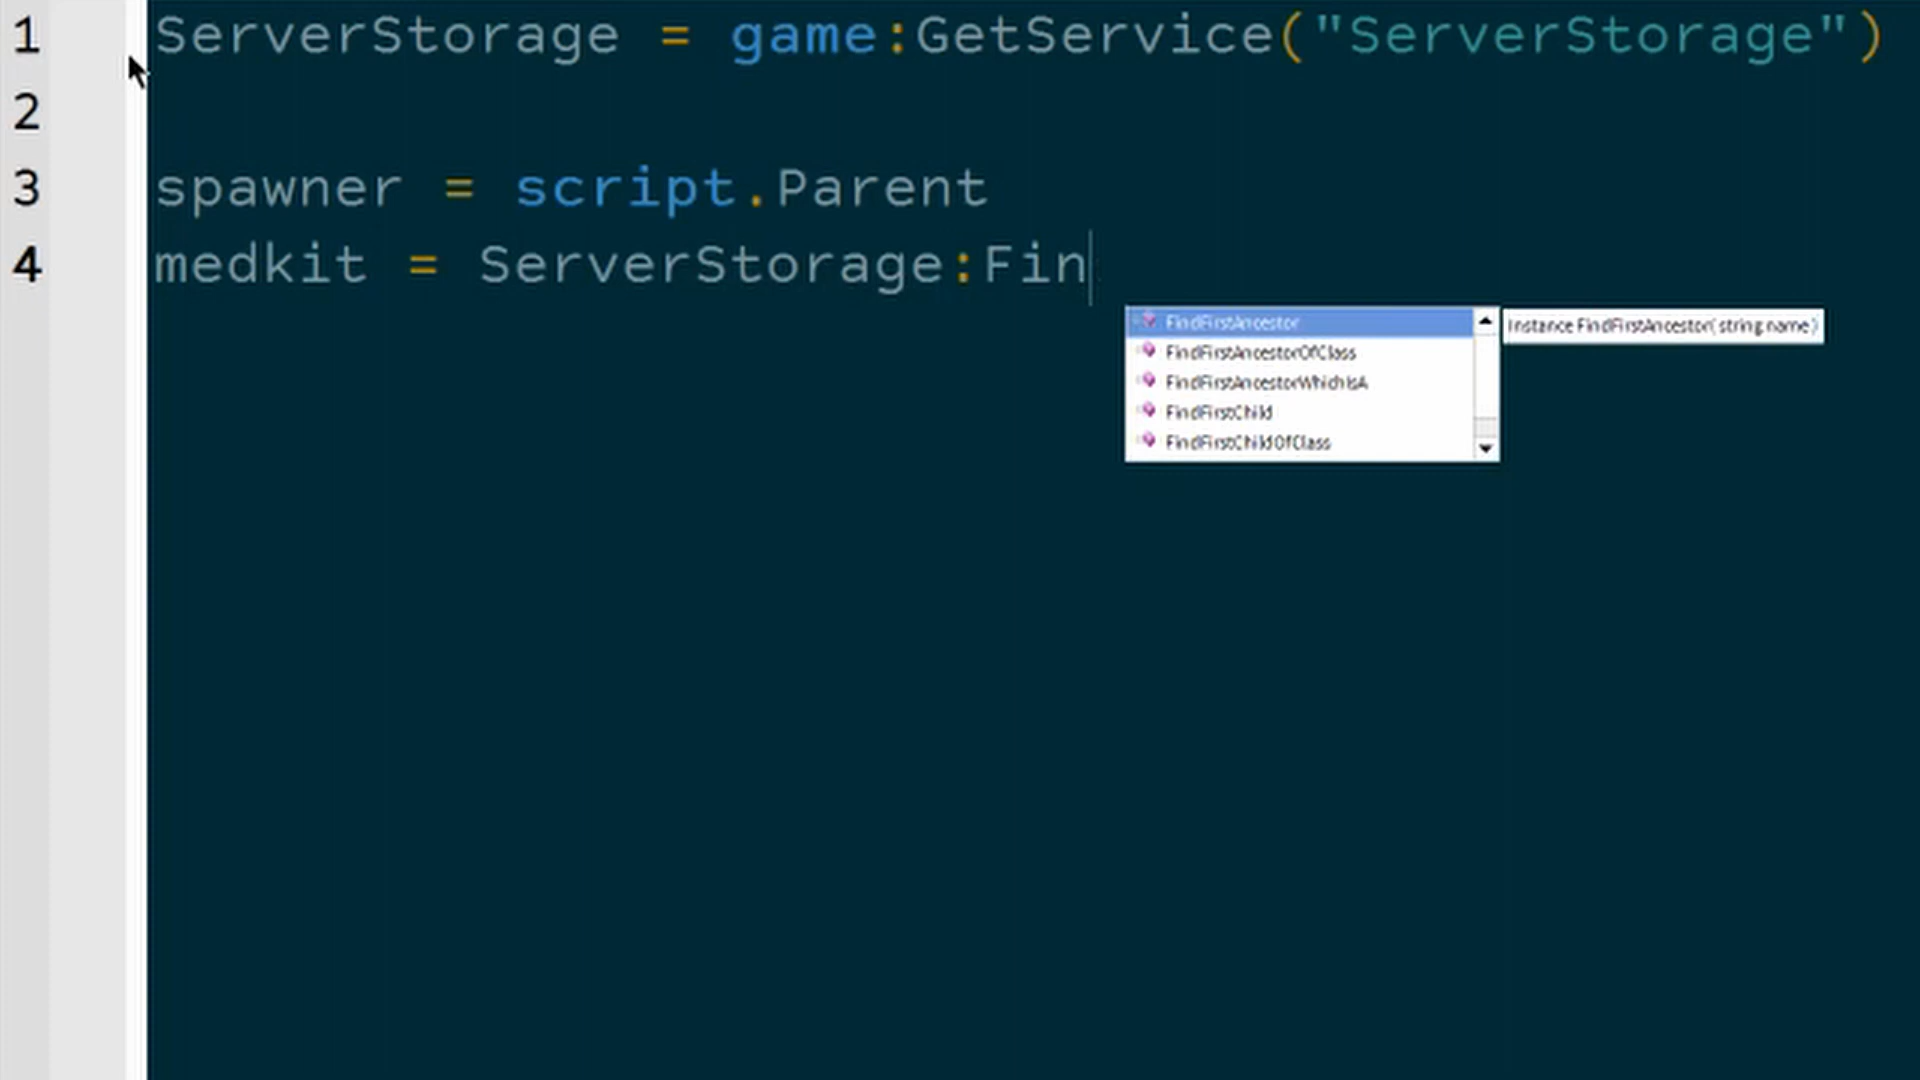 1 ServerStorage = game:GetService("ServerStorage")
2
3 spawner = script.Parent
4 medkit = ServerStorage:Fin
FindFirstAncestor
Instance FindFirstAncestor(string name)
FindFirstAncestorOfClass
FindFirstAncestorWhichIsA
FindFirstChild
FindFirstChildOfClass